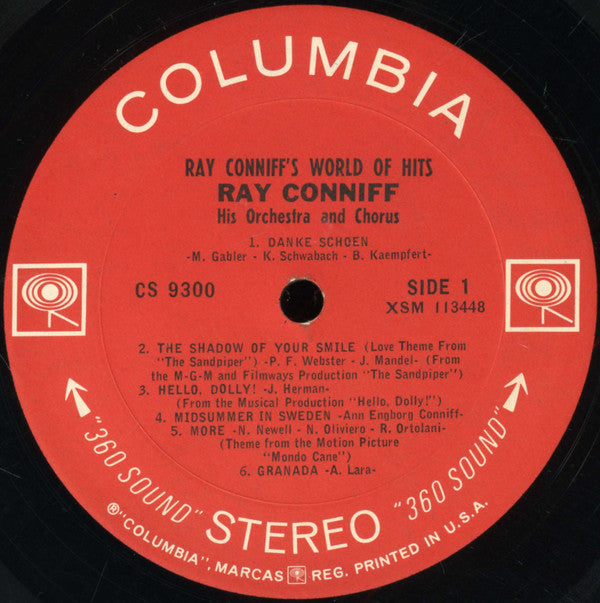 COLUMBIA
RAY CONNIFF'S WORLD OF HITS
RAY CONNIFF
His Orchestra and Chorus
1. DANKE SCHOEN
-M. Gabler - K. Schwabach - B. Kaempfert-
CS 9300
SIDE 1
XSM 113448
2. THE SHADOW OF YOUR SMILE (Love Theme From
"The Sandpiper") -P. F. Webster - J. Mandel- (From
the M-G-M and Filmways Production "The Sandpiper")
3. HELLO, DOLLY! -J. Herman-
(From the Musical Production "Hello, Dolly!")
4. MIDSUMMER IN SWEDEN -Ann Engborg Conniff-
5. MORE -N. Newell - N. Oliviero - R. Ortolani-
(Theme from the Motion Picture
"Mondo Cane")
6. GRANADA -A. Lara-
"360 SOUND" STEREO "360 SOUND"
®"COLUMBIA", MARCAS REG. PRINTED IN U.S.A.